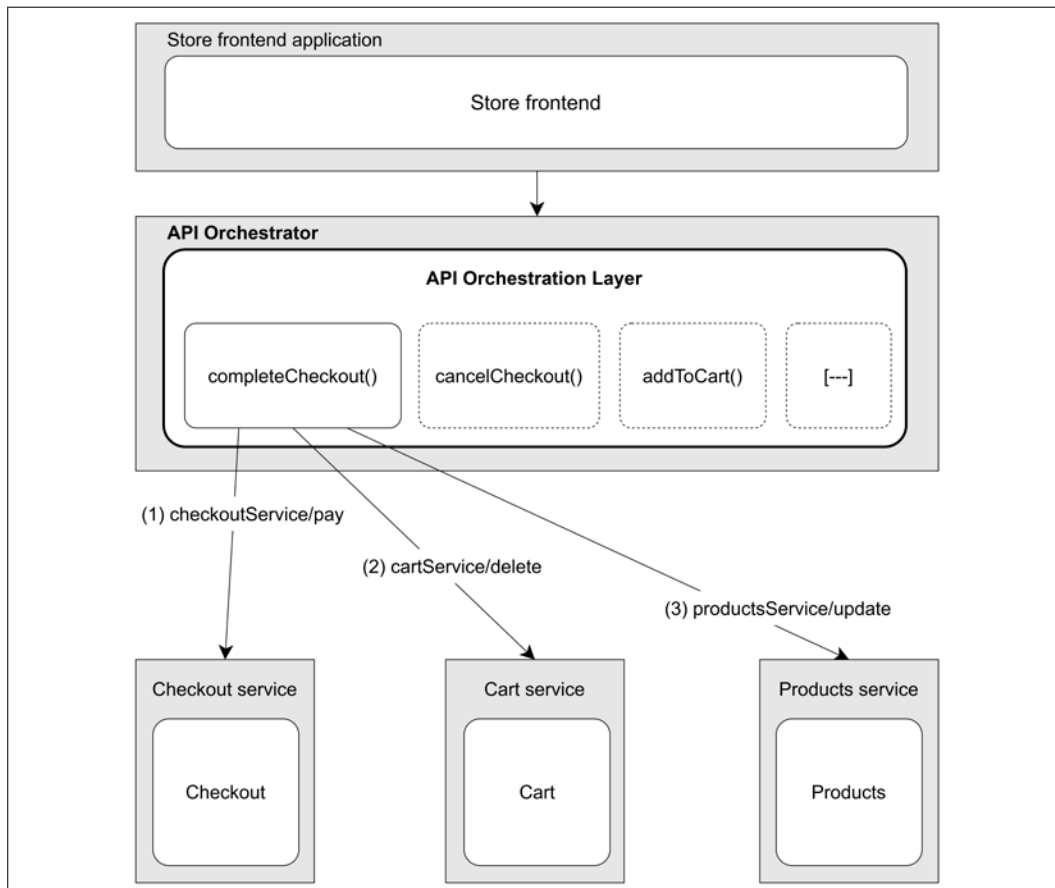 Store frontend application
Store frontend
API Orchestrator
API Orchestration Layer
completeCheckout()
cancelCheckout()
addToCart()
[---]
(1) checkoutService/pay
(2) cartService/delete
(3) productsService/update
Checkout service
Cart service
Products service
Checkout
Cart
Products